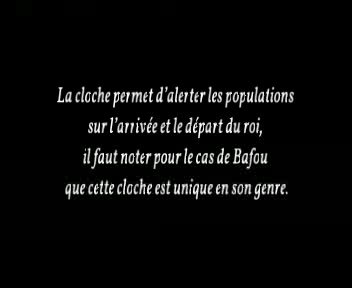 La cloche permet d'alerter les populations
sur l'arrivée et le départ du roi,
il faut noter pour le cas de Bafou
que cette cloche est unique en son genre.